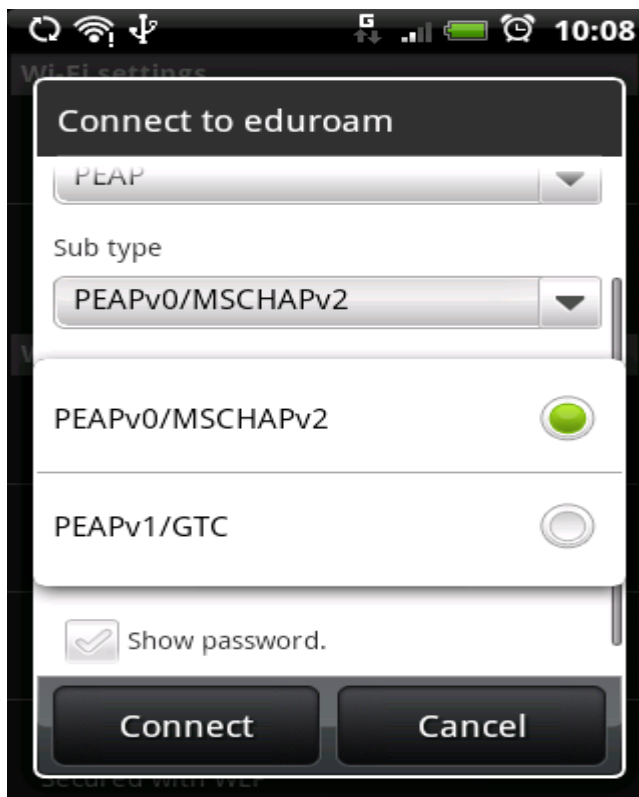 G
10:08
Wi-Fi settings
Connect to eduroam
PEAP
Sub type
PEAPv0/MSCHAPv2
PEAPv0/MSCHAPv2
PEAPv1/GTC
Show password.
Connect
Cancel
Secured with WEP